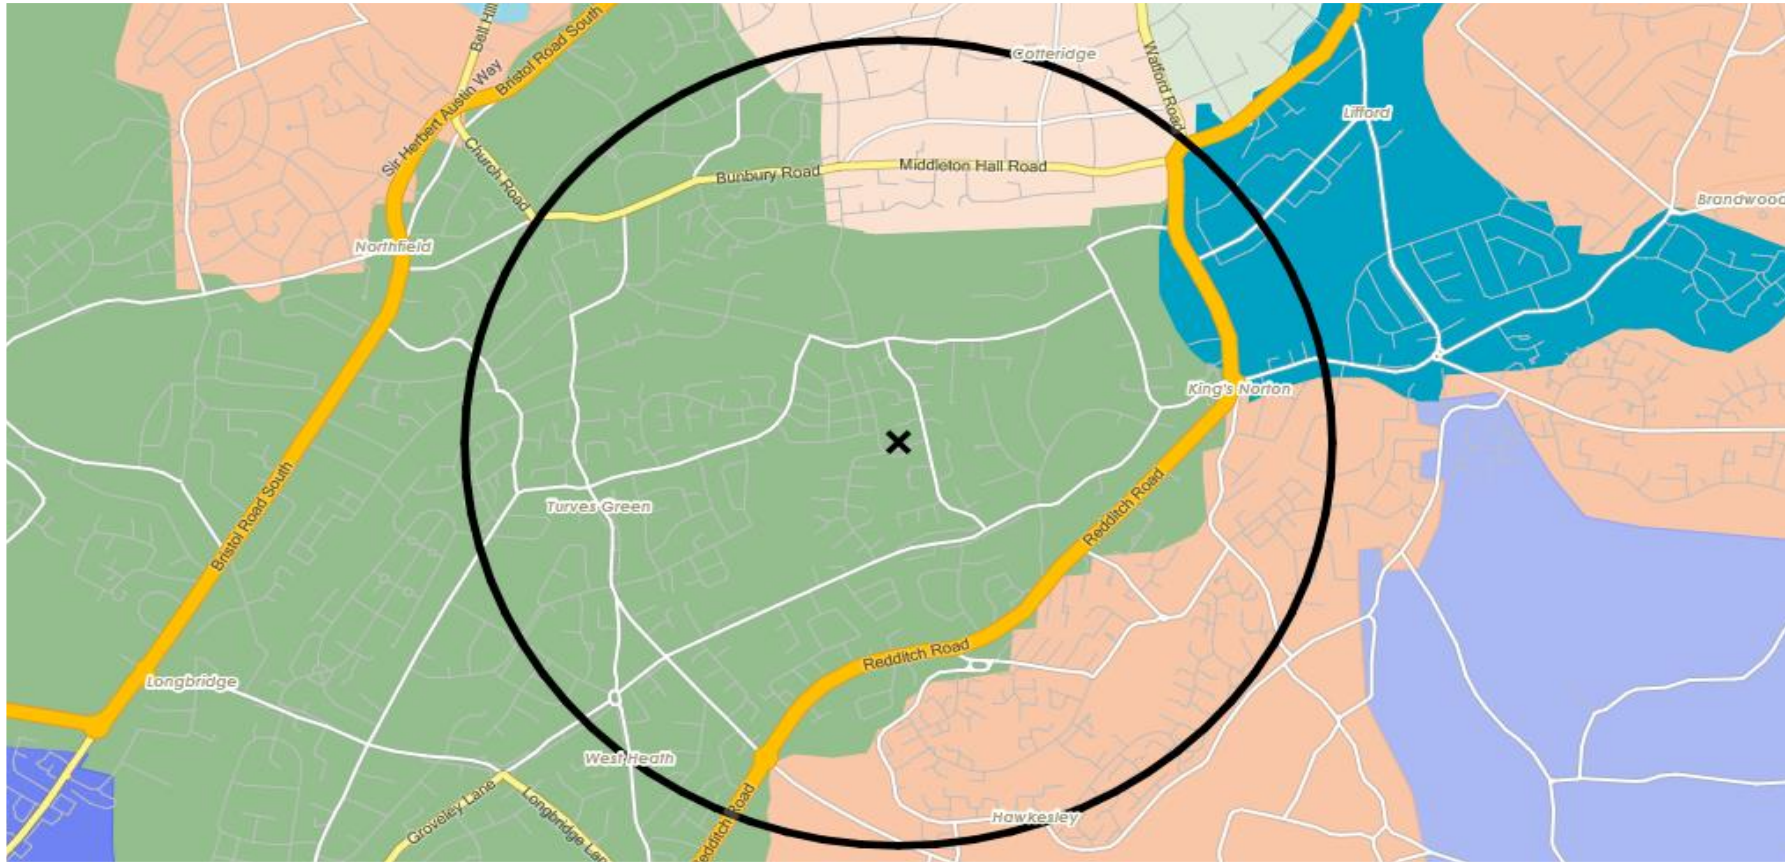 Bell Hill
Bristol Road South
Cotteridge
Watford Road
Sir Herbert Austin Way
Lifford
Church Road
Bunbury Road
Middleton Hall Road
Brandwood
Northfield
King's Norton
Turves Green
Bristol Road South
Redditch Road
Redditch Road
Longbridge
West Heath
Groveley Lane
Longbridge Lan
Redditch Road
Hawkesley